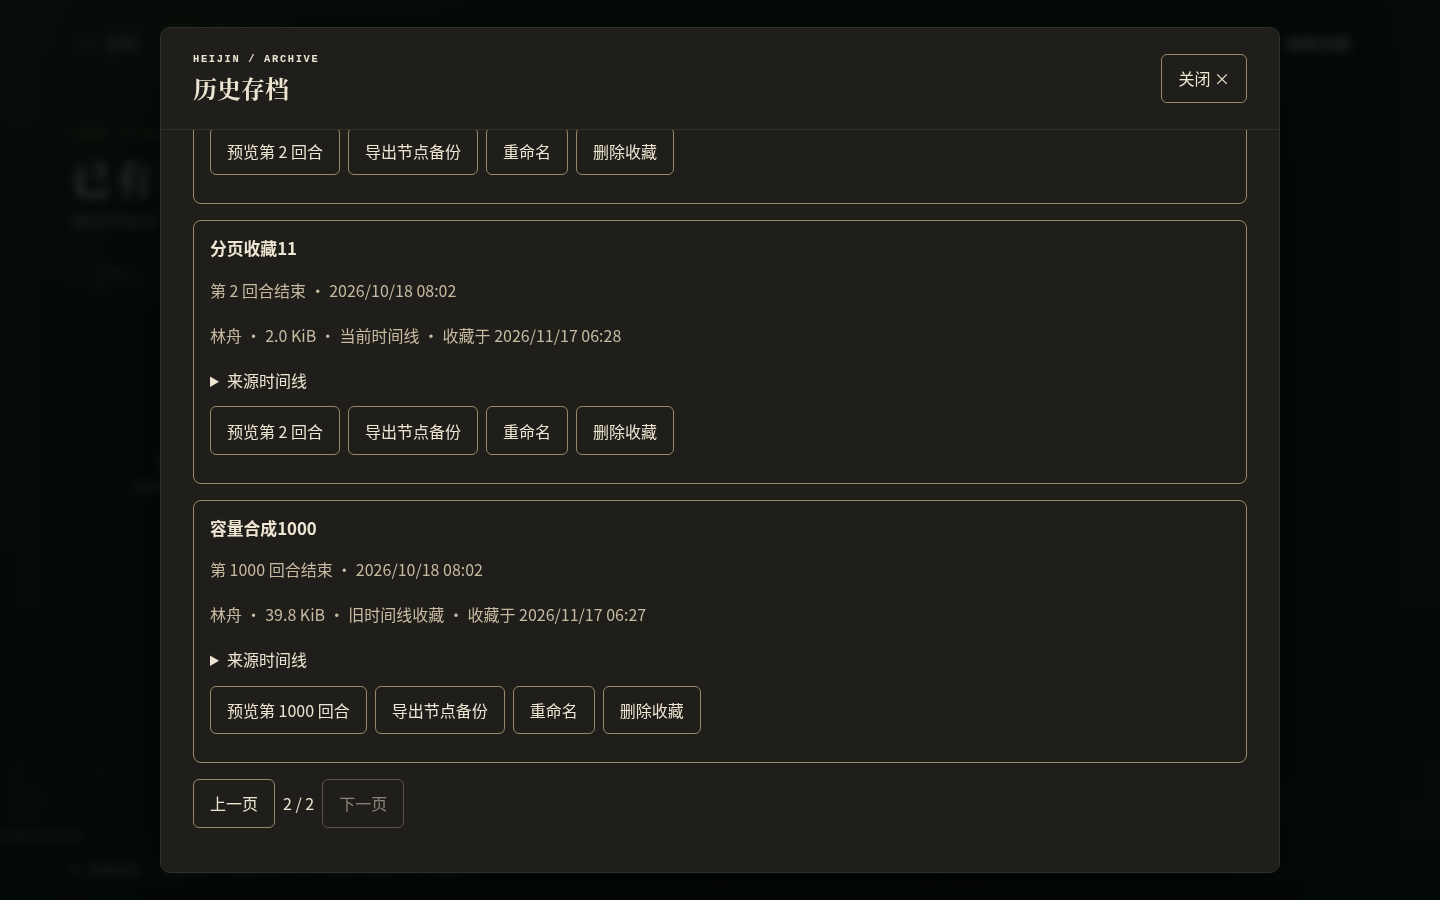 HEIJIN / ARCHIVE
历史存档
关闭 ×
预览第 2 回合 导出节点备份 重命名 删除收藏
分页收藏11
第 2 回合结束 · 2026/10/18 08:02
林舟 · 2.0 KiB · 当前时间线 · 收藏于 2026/11/17 06:28
▶ 来源时间线
预览第 2 回合 导出节点备份 重命名 删除收藏
容量合成1000
第 1000 回合结束 · 2026/10/18 08:02
林舟 · 39.8 KiB · 旧时间线收藏 · 收藏于 2026/11/17 06:27
▶ 来源时间线
预览第 1000 回合 导出节点备份 重命名 删除收藏
上一页 2 / 2 下一页
已有